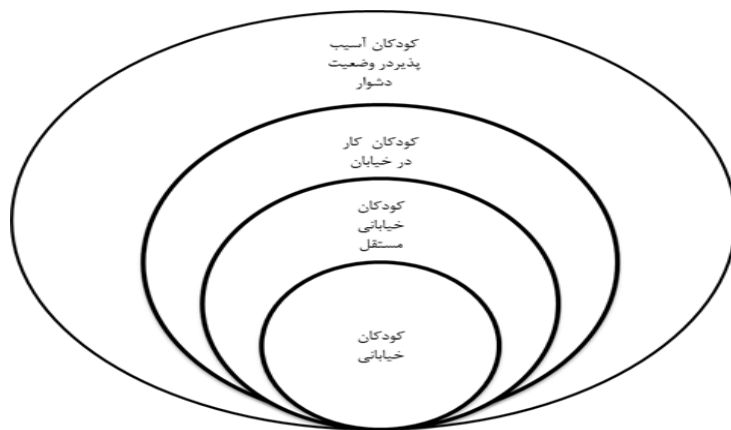 کودکان آسیب
پذیردر وضعیت
دشوار
کودکان کار
در خیابان
کودکان
خیابانی
مستقل
کودکان
خیابانی